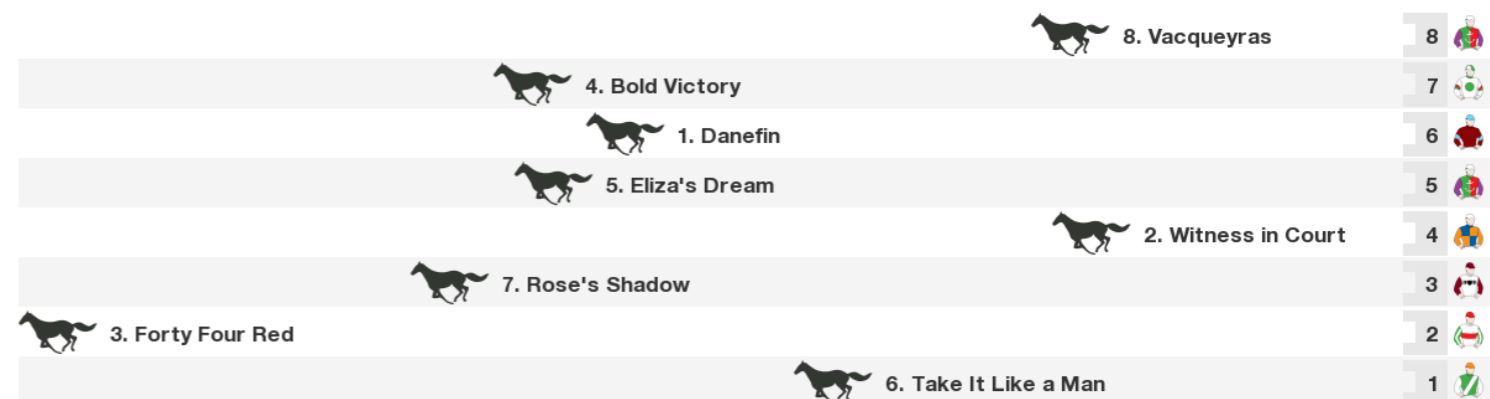 8. Vacqueyras 8
4. Bold Victory 7
1. Danefin 6
5. Eliza's Dream 5
2. Witness in Court 4
7. Rose's Shadow 3
3. Forty Four Red 2
6. Take It Like a Man 1